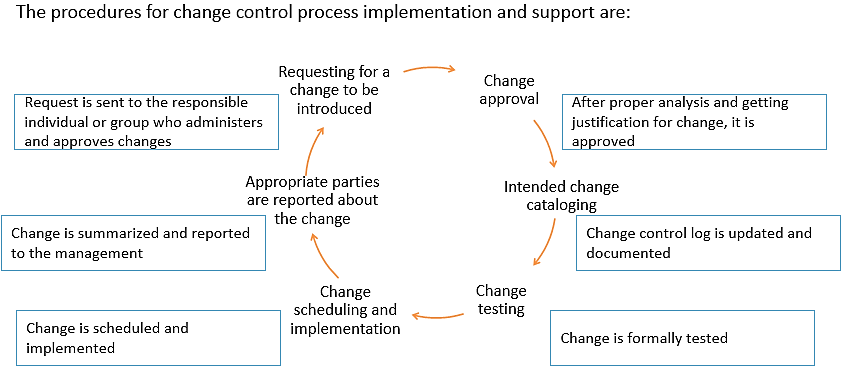 The procedures for change control process implementation and support are:
Requesting for a
change to be
introduced
Change
approval
Request is sent to the responsible
individual or group who administers
and approves changes
After proper analysis and getting
justification for change, it is
approved
Appropriate parties
are reported about
the change
Intended change
cataloging
Change is summarized and reported
to the management
Change control log is updated and
documented
Change
scheduling and
implementation
Change
testing
Change is scheduled and
implemented
Change is formally tested